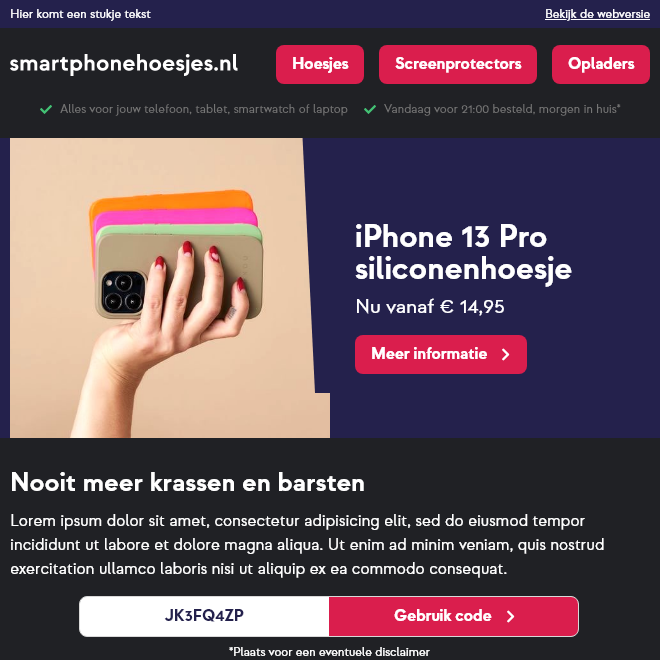 Hier komt een stukje tekst
Bekijk de webversie
smartphonehoesjes.nl
Hoesjes
Screenprotectors
Opladers
Alles voor jouw telefoon, tablet, smartwatch of laptop
Vandaag voor 21:00 besteld, morgen in huis*
iPhone 13 Pro
siliconenhoesje
Nu vanaf € 14,95
Meer informatie
Nooit meer krassen en barsten
Lorem ipsum dolor sit amet, consectetur adipisicing elit, sed do eiusmod tempor
incididunt ut labore et dolore magna aliqua. Ut enim ad minim veniam, quis nostrud
exercitation ullamco laboris nisi ut aliquip ex ea commodo consequat.
JK3FQ4ZP
Gebruik code
*Plaats voor een eventuele disclaimer